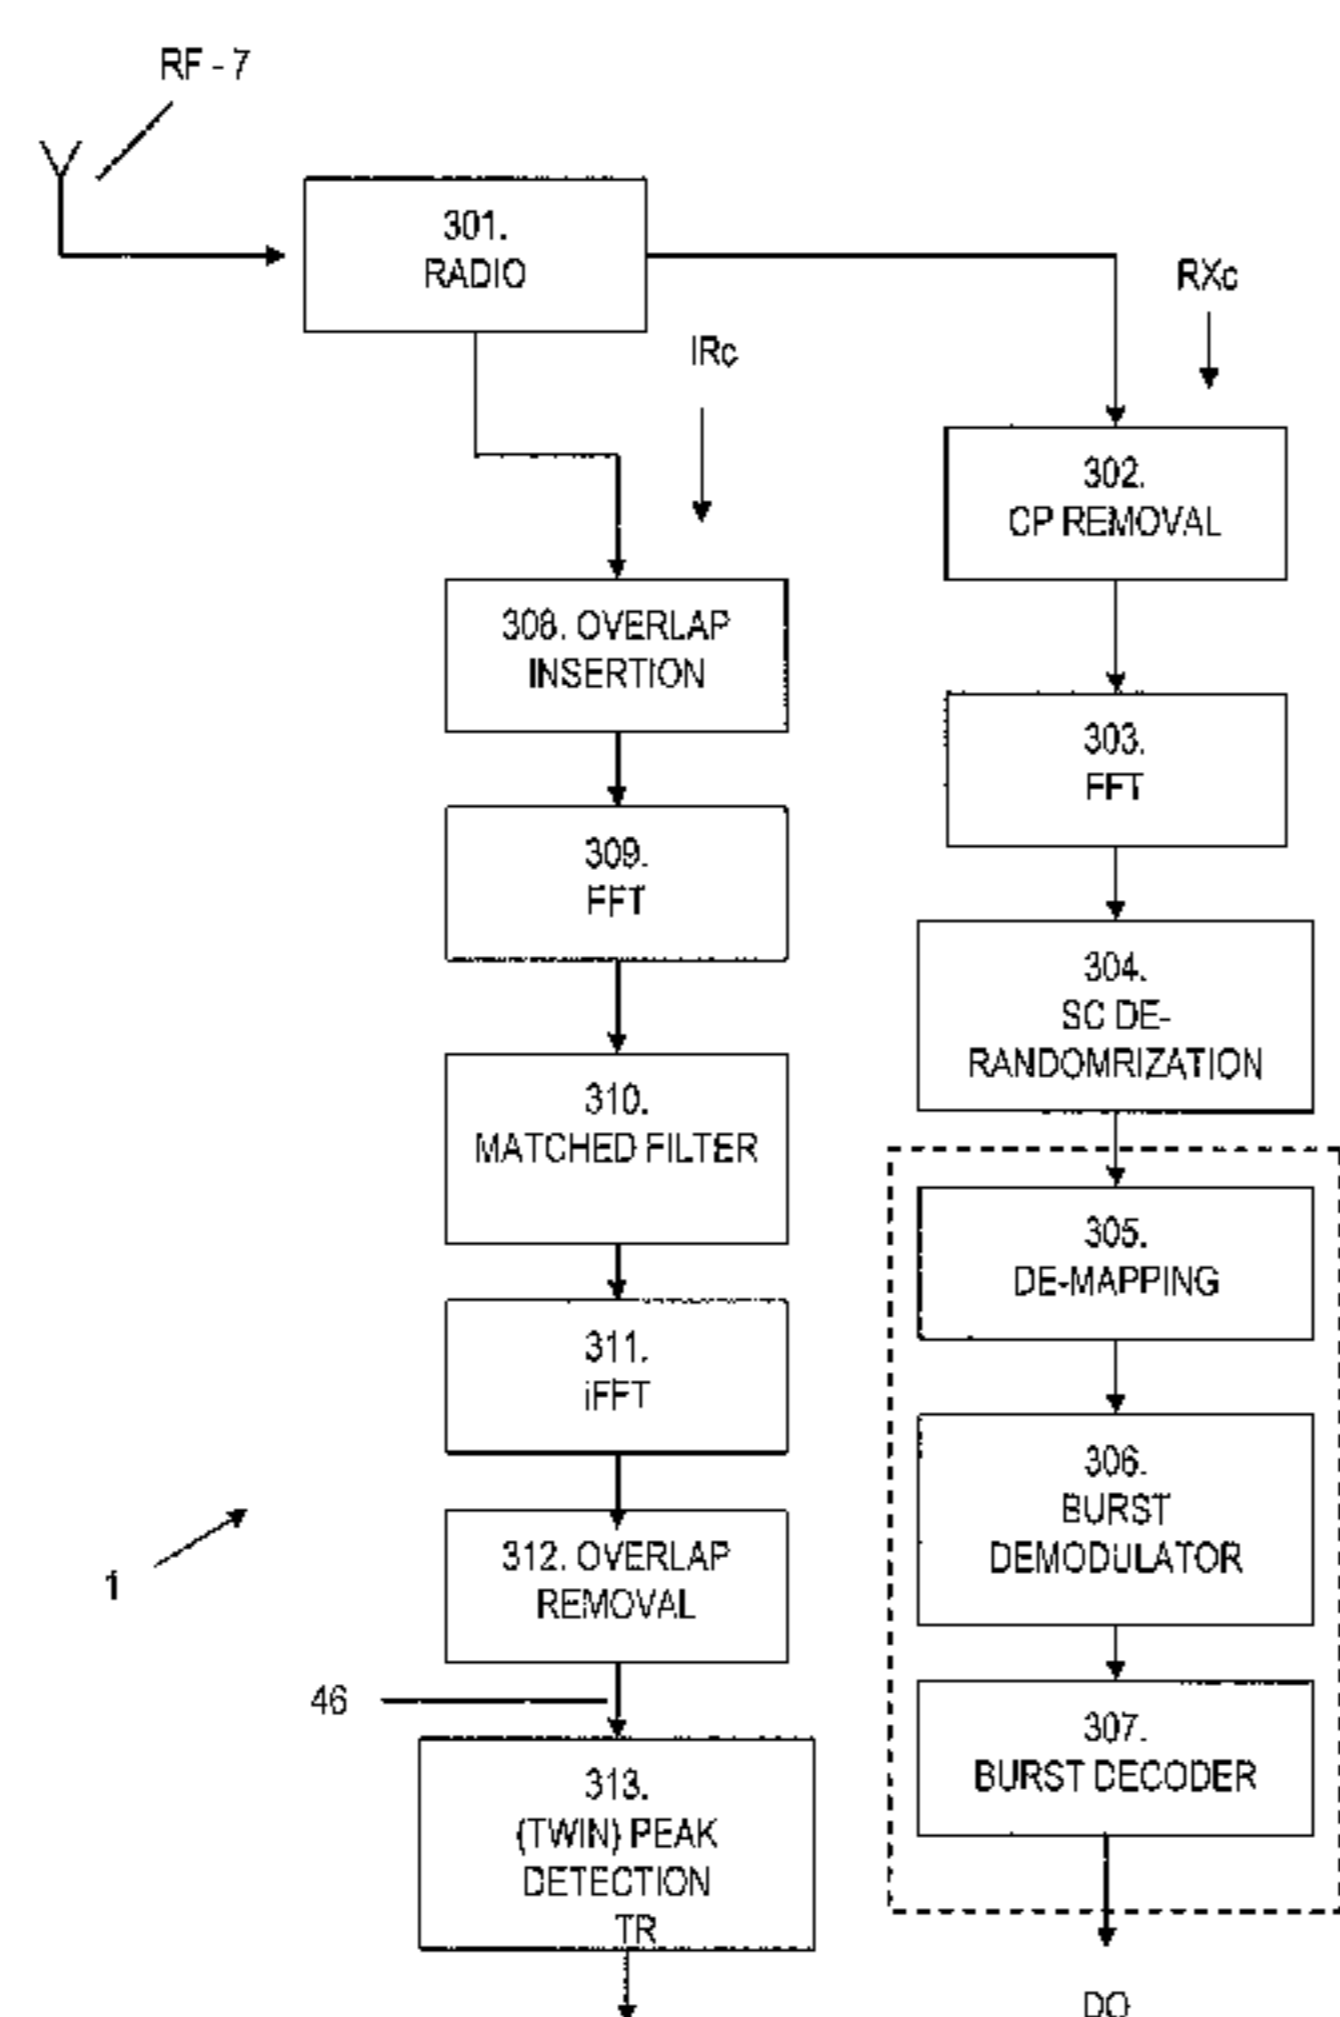 RF - 7
301.
RADIO
RXc
IRc
302.
CP REMOVAL
308. OVERLAP
INSERTION
303.
FFT
309.
FFT
304.
SC DE-
RANDOMRIZATION
310.
MATCHED FILTER
305.
DE-MAPPING
311.
iFFT
306.
BURST
DEMODULATOR
312. OVERLAP
REMOVAL
1
46
307.
BURST DECODER
313.
(TWIN) PEAK
DETECTION
TR
DO